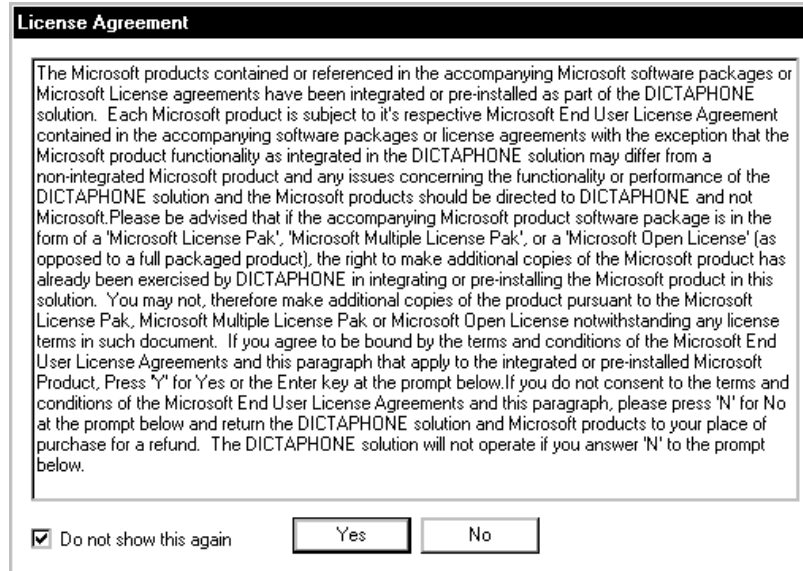 License Agreement
The Microsoft products contained or referenced in the accompanying Microsoft software packages or
Microsoft License agreements have been integrated or pre-installed as part of the DICTAPHONE
solution.  Each Microsoft product is subject to it's respective Microsoft End User License Agreement
contained in the accompanying software packages or license agreements with the exception that the
Microsoft product functionality as integrated in the DICTAPHONE solution may differ from a
non-integrated Microsoft product and any issues concerning the functionality or performance of the
DICTAPHONE solution and the Microsoft products should be directed to DICTAPHONE and not
Microsoft.Please be advised that if the accompanying Microsoft product software package is in the
form of a 'Microsoft License Pak', 'Microsoft Multiple License Pak', or a 'Microsoft Open License' (as
opposed to a full packaged product), the right to make additional copies of the Microsoft product has
already been exercised by DICTAPHONE in integrating or pre-installing the Microsoft product in this
solution.  You may not, therefore make additional copies of the product pursuant to the Microsoft
License Pak, Microsoft Multiple License Pak or Microsoft Open License notwithstanding any license
terms in such document.  If you agree to be bound by the terms and conditions of the Microsoft End
User License Agreements and this paragraph that apply to the integrated or pre-installed Microsoft
Product, Press 'Y' for Yes or the Enter key at the prompt below.If you do not consent to the terms and
conditions of the Microsoft End User License Agreements and this paragraph, please press 'N' for No
at the prompt below and return the DICTAPHONE solution and Microsoft products to your place of
purchase for a refund.  The DICTAPHONE solution will not operate if you answer 'N' to the prompt
below.
Do not show this again
Yes
No